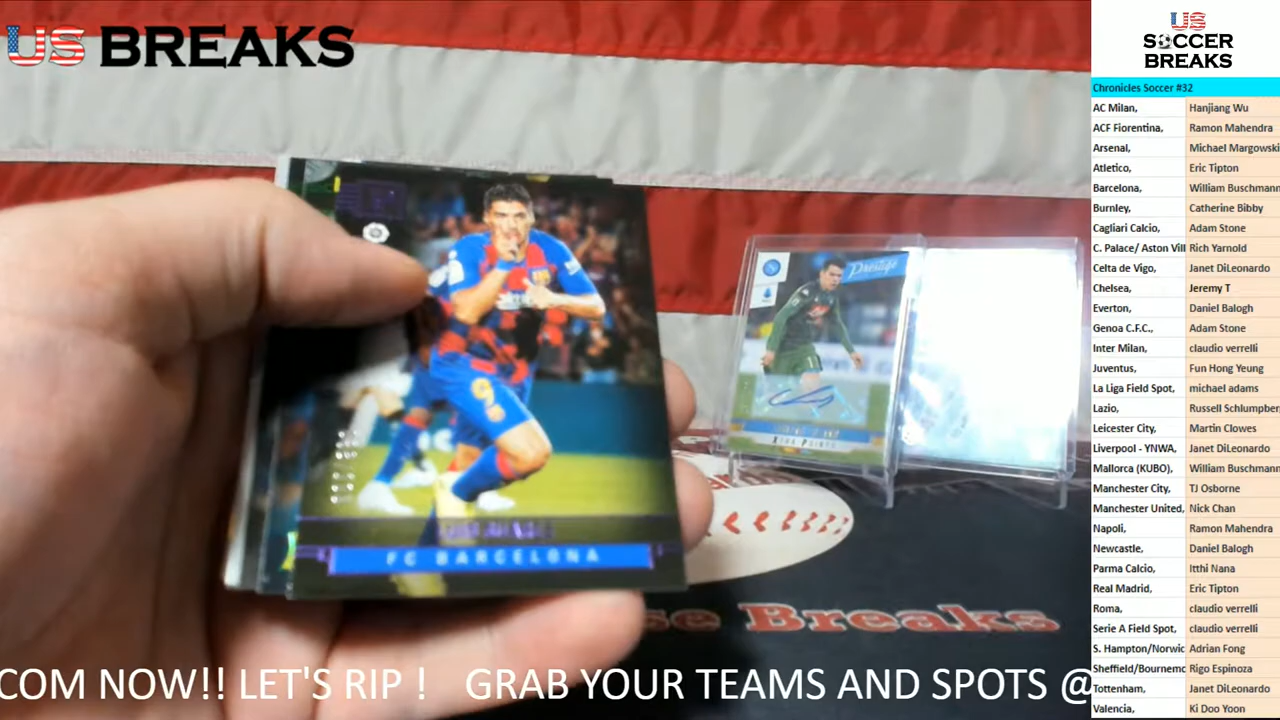 US BREAKS
US
SOCCER
BREAKS
Chronicles Soccer #32
AC Milan, Hanjiang Wu
ACF Fiorentina, Ramon Mahendra
Arsenal, Michael Margowski
Atletico, Eric Tipton
Barcelona, William Buschmann
Burnley, Catherine Bibby
Cagliari Calcio, Adam Stone
C. Palace/ Aston Vill Rich Yarnold
Celta de Vigo, Janet DiLeonardo
Chelsea, Jeremy T
Everton, Daniel Balogh
Genoa C.F.C., Adam Stone
Inter Milan, claudio verrelli
Juventus, Fun Hong Yeung
La Liga Field Spot, michael adams
Lazio, Russell Schlumper
Leicester City, Martin Clowes
Liverpool - YNWA, Janet DiLeonardo
Mallorca (KUBO), William Buschmann
Manchester City, TJ Osborne
Manchester United, Nick Chan
Napoli, Ramon Mahendra
Newcastle, Daniel Balogh
Parma Calcio, Itthi Nana
Real Madrid, Eric Tipton
Roma, claudio verrelli
Serie A Field Spot, claudio verrelli
S. Hampton/Norwic Adrian Fong
Sheffield/Bournemo Rigo Espinoza
Tottenham, Janet DiLeonardo
Valencia, Ki Doo Yoon
Prestige
9
FC BARCELONA
se Breaks
COM NOW!! LET'S RIP ! GRAB YOUR TEAMS AND SPOTS @